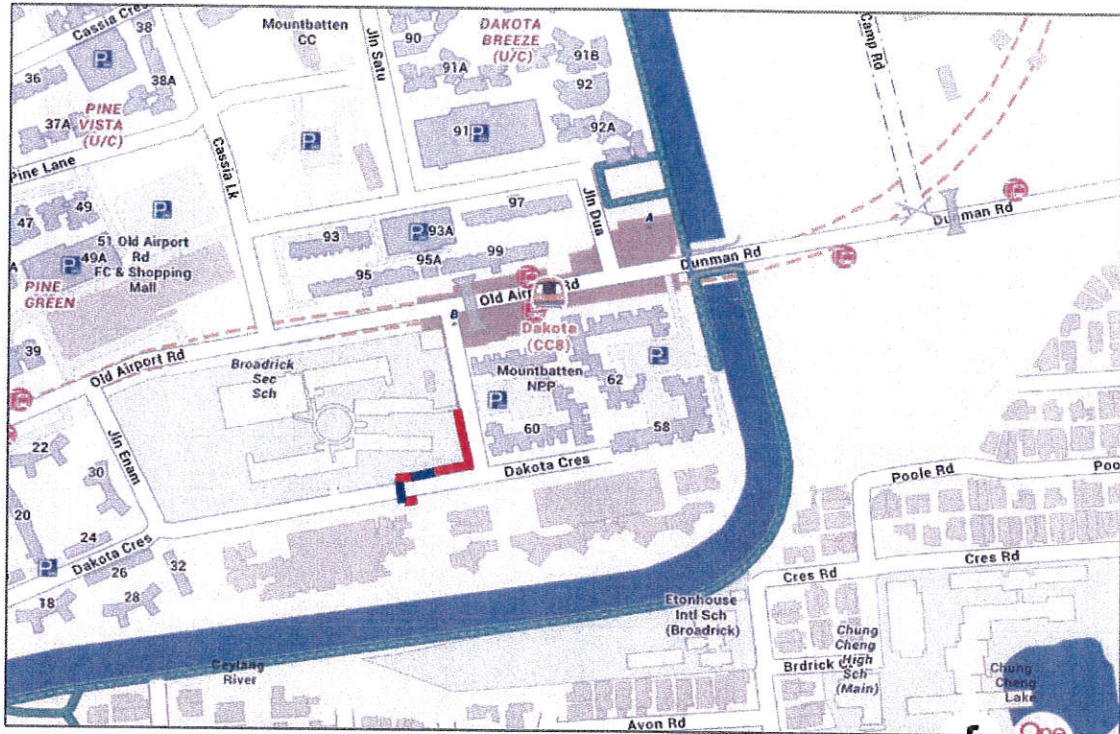 Cassia Cres
38
Mountbatten
CC
Jln Satu
90
DAKOTA
BREEZE
(U/C)
91A
91B
Camp Rd
36
38A
92
PINE
VISTA
(U/C)
37A
91
92A
Pine Lane
Cassia Lk
47
49
97
Jln Dua
A
Dunman Rd
93
93A
51 Old Airport
Rd
FC & Shopping
Mall
49A
A
95
95A
99
Dunman Rd
PINE
GREEN
Old Airport Rd
B
Dakota
(CC8)
39
Old Airport Rd
Broadrick
Sec
Sch
Mountbatten
NPP
62
22
Jln Enam
30
60
58
Dakota Cres
Poole Rd
Poo
20
24
Dakota Cres
26
32
Cres Rd
Cres Rd
18
28
Etonhouse
Intl Sch
(Broadrick)
Chung
Cheng
High
Sch
(Main)
Geylang
River
Brdrick
Chung
Cheng
Lake
Avon Rd
One